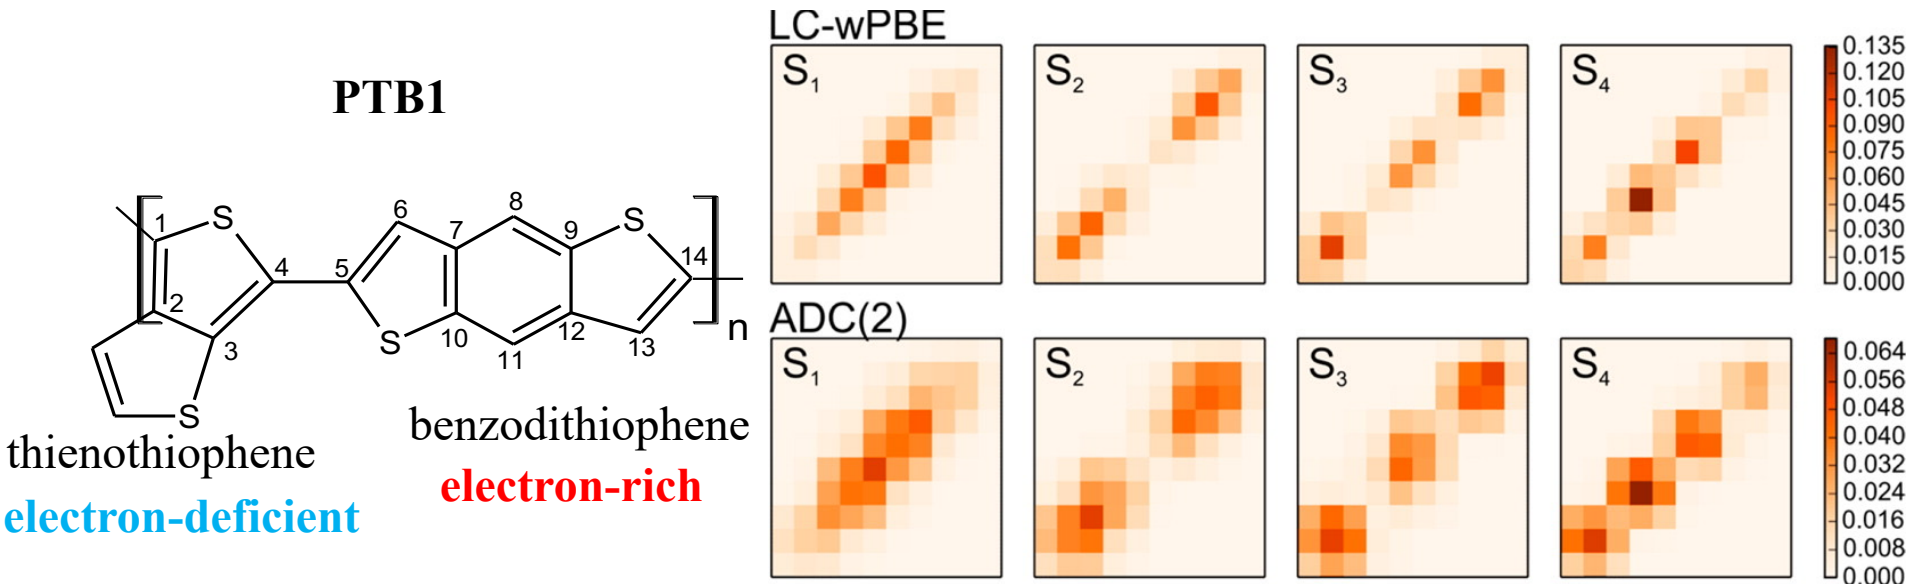 PTB1
1
S
2
3
S
4
5
6
7
8
9
S
10
11
12
13
14
S
n
thienothiophene
electron-deficient
benzodithiophene
electron-rich
LC-wPBE
S1
S2
S3
S4
0.135
0.120
0.105
0.090
0.075
0.060
0.045
0.030
0.015
0.000
ADC(2)
S1
S2
S3
S4
0.064
0.056
0.048
0.040
0.032
0.024
0.016
0.008
0.000